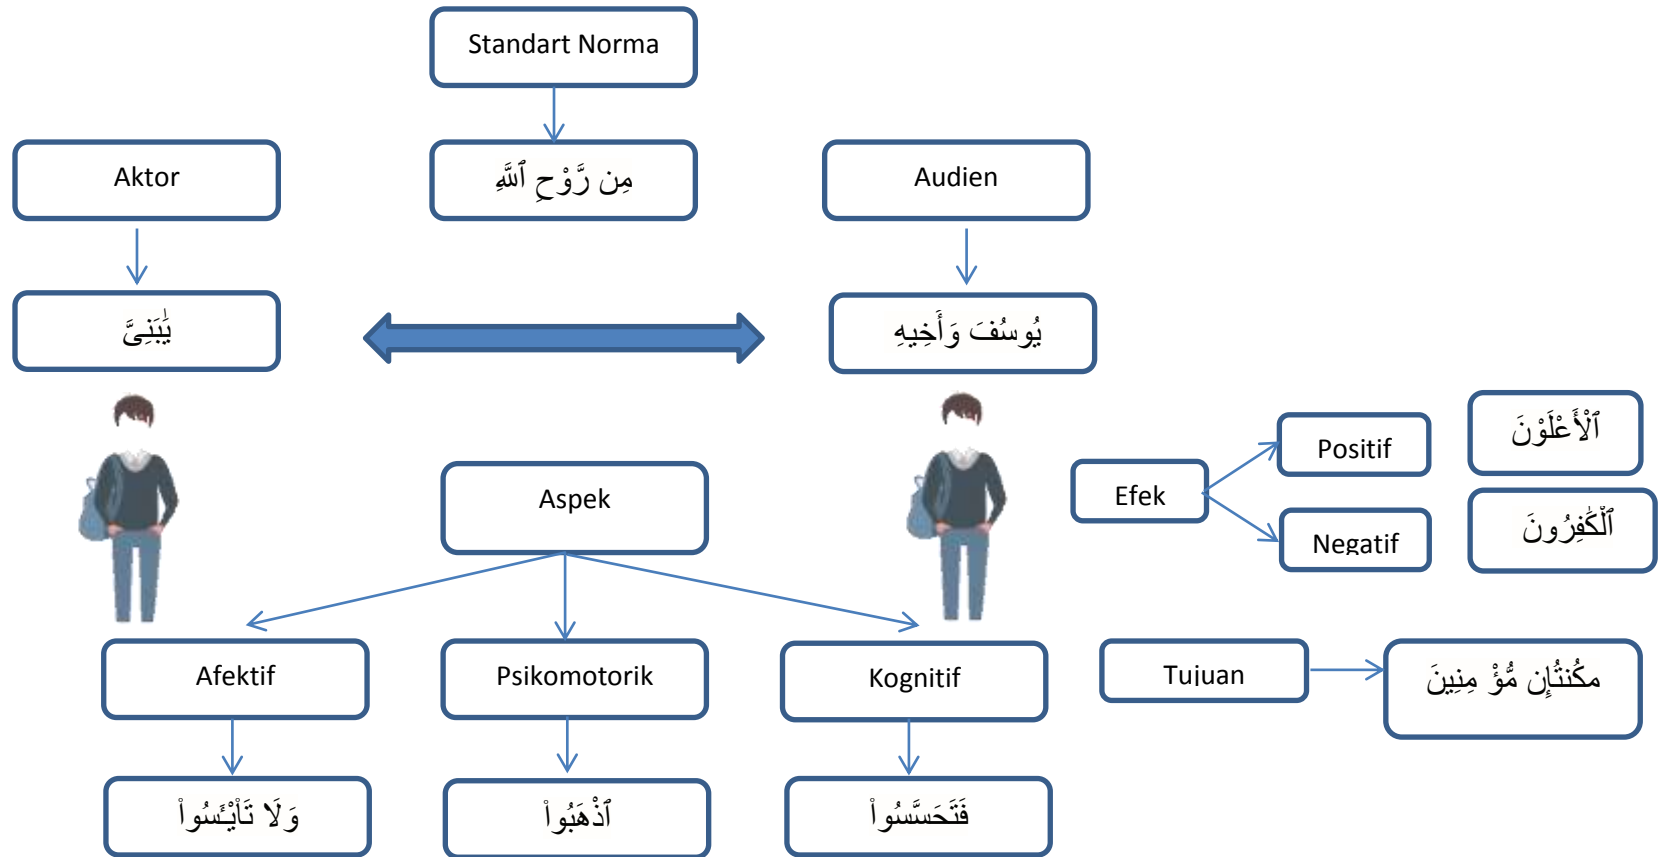 Standart Norma
Aktor
مِن رَّوْحِ ٱللَّهِ
Audien
يَٰبَنِىَّ
يُوسُفَ وَأَخِيهِ
Aspek
Efek
Positif
ٱلْأَعْلَوْنَ
Negatif
ٱلْكَٰفِرُونَ
Afektif
Psikomotorik
Kognitif
Tujuan
مكُنتُإِن مُّؤْ مِنِينَ
وَلَا تَا۟يْـَٔسُوا۟
ٱذْهَبُوا۟
فَتَحَسَّسُوا۟